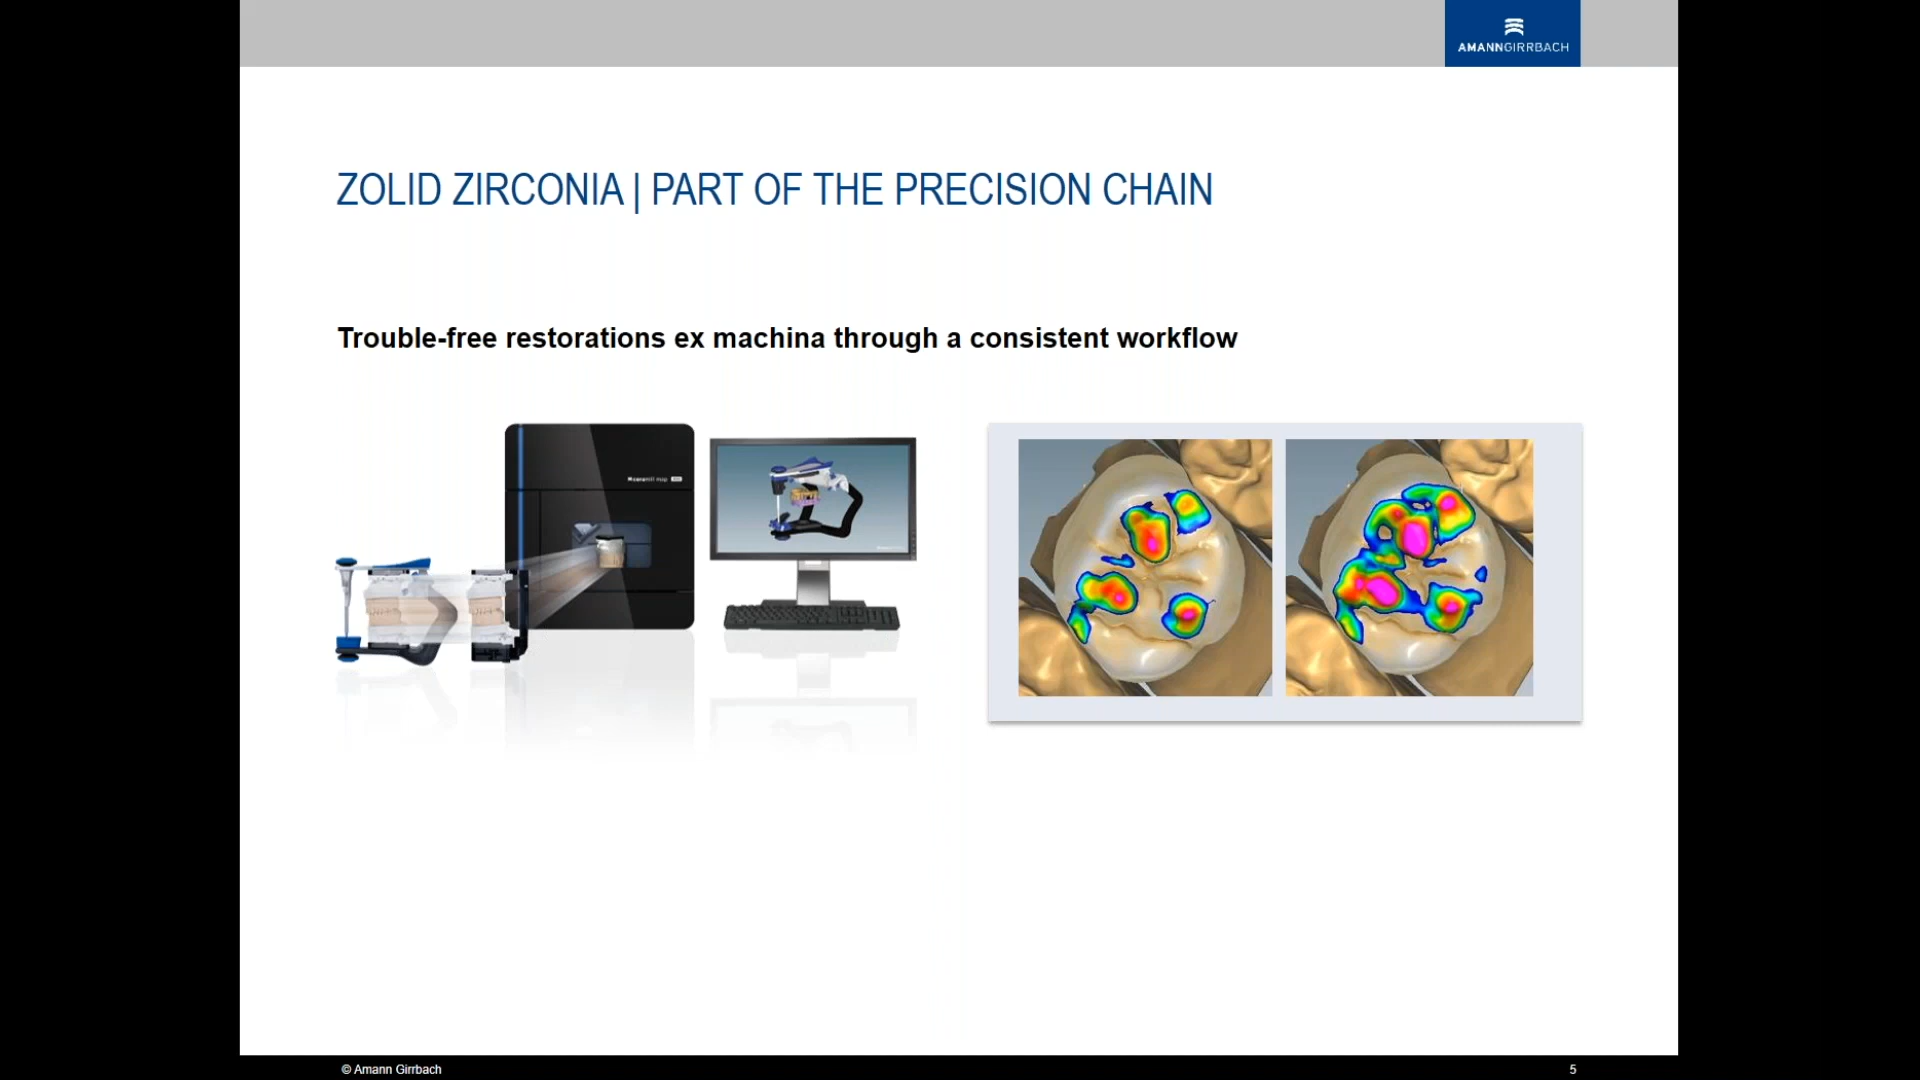 AMANNGIRRBACH
ZOLID ZIRCONIA | PART OF THE PRECISION CHAIN
Trouble-free restorations ex machina through a consistent workflow
© Amann Girrbach
5